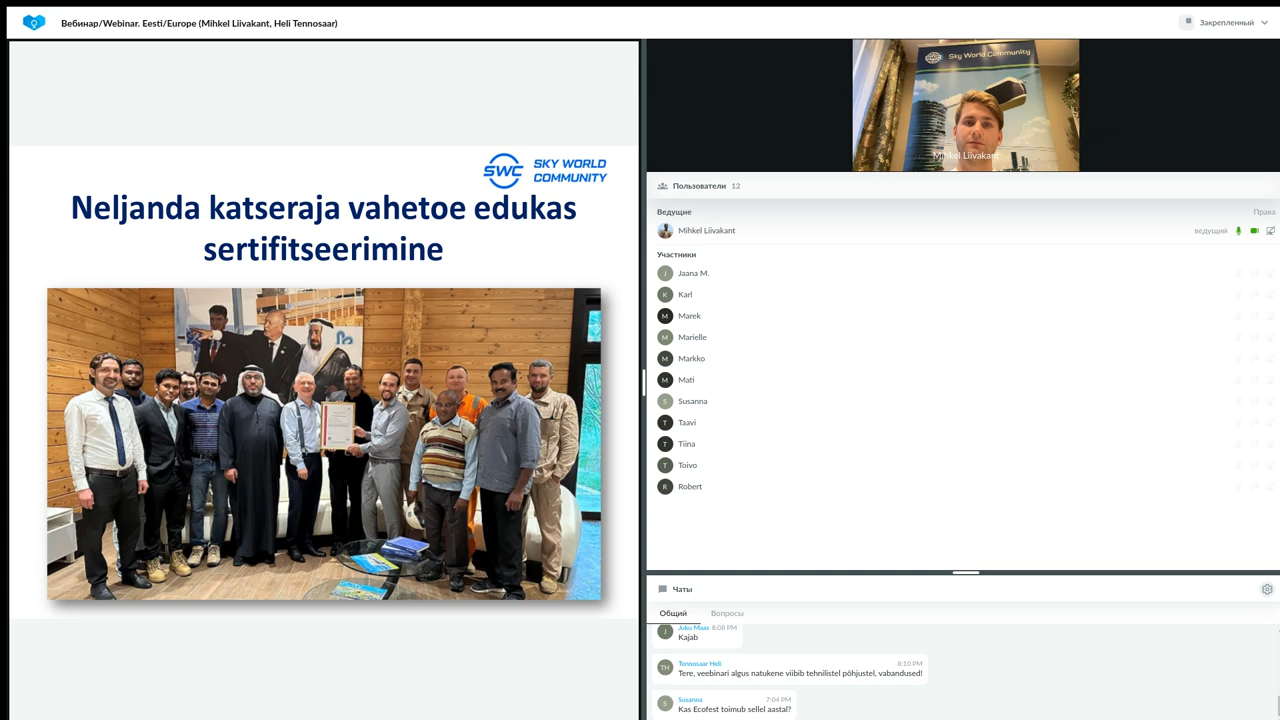 Вебинар/Webinar. Eesti/Europe (Mihkel Liivakant, Heli Tennosaar)
Закрепленный
SWC SKY WORLD
COMMUNITY
Neljanda katseraja vahetoe edukas
sertifitseerimine
Sky World Community
Mihkel Liivakant
Пользователи 12
Ведущие
Права
Mihkel Liivakant
ведущий
Участники
J Jaana M.
K Karl
M Marek
M Marielle
M Markko
M Mati
S Susanna
T Taavi
T Tiina
T Toivo
R Robert
Чаты
Общий Вопросы
J Juku Maas 8:08 PM
Kajab
TH Tennosaar Heli 8:10 PM
Tere, veebinari algus natukene viibib tehnilistel põhjustel, vabandused!
S Susanna 7:04 PM
Kas Ecofest toimub sellel aastal?